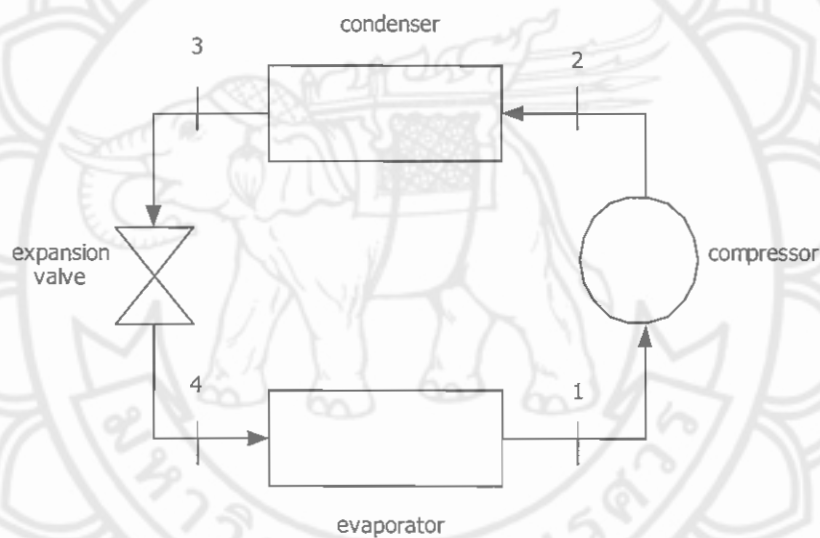 condenser
3
2
expansion
valve
compressor
4
1
evaporator